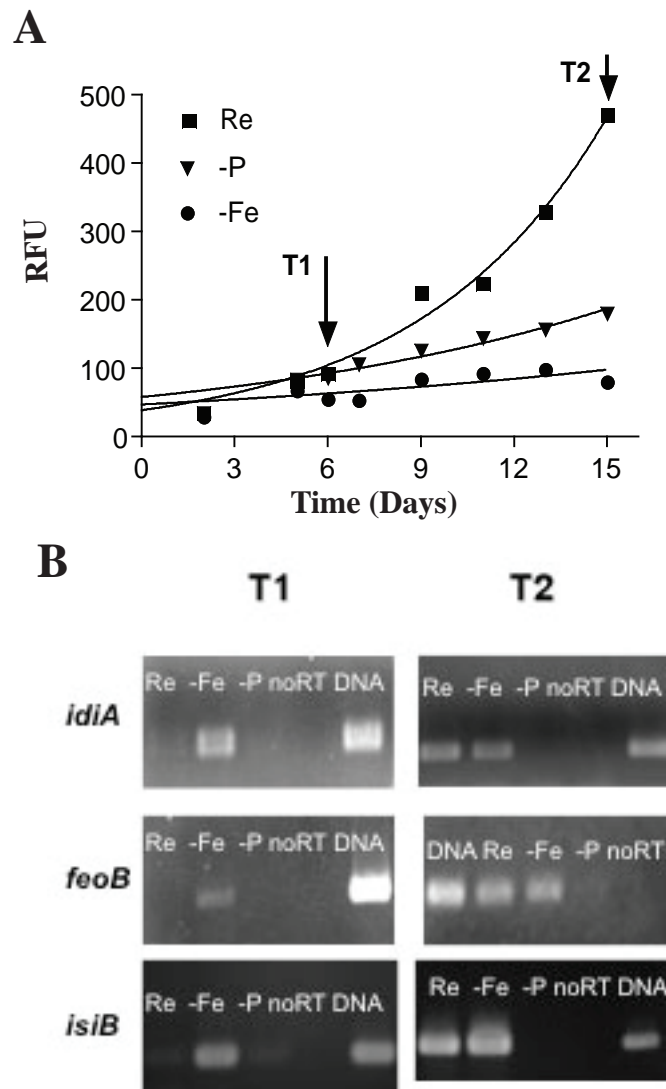 A
T2
500
Re
400
-P
-Fe
300
RFU
T1
200
100
0
0 3 6 9 12 15
Time (Days)
B
T1 T2
idiA
Re -Fe -P noRT DNA
Re -Fe -P noRT DNA
feoB
Re -Fe -P noRT DNA
DNA Re -Fe -P noRT
isiB
Re -Fe -P noRT DNA
Re -Fe -P noRT DNA